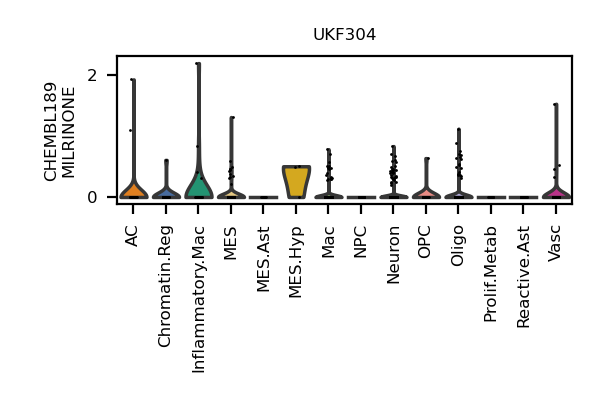 UKF304
CHEMBL189
MILRINONE
2
0
AC
Chromatin.Reg
Inflammatory.Mac
MES
MES.Ast
MES.Hyp
Mac
NPC
Neuron
OPC
Oligo
Prolif.Metab
Reactive.Ast
Vasc